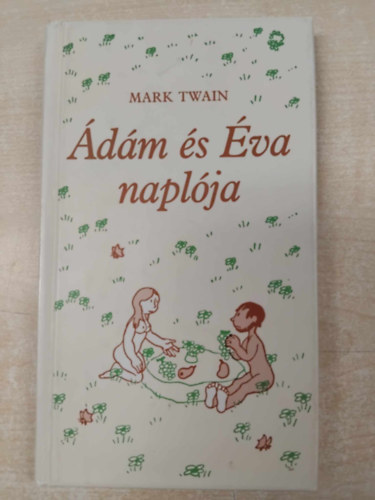 MARK TWAIN
Ádám és Éva
naplója